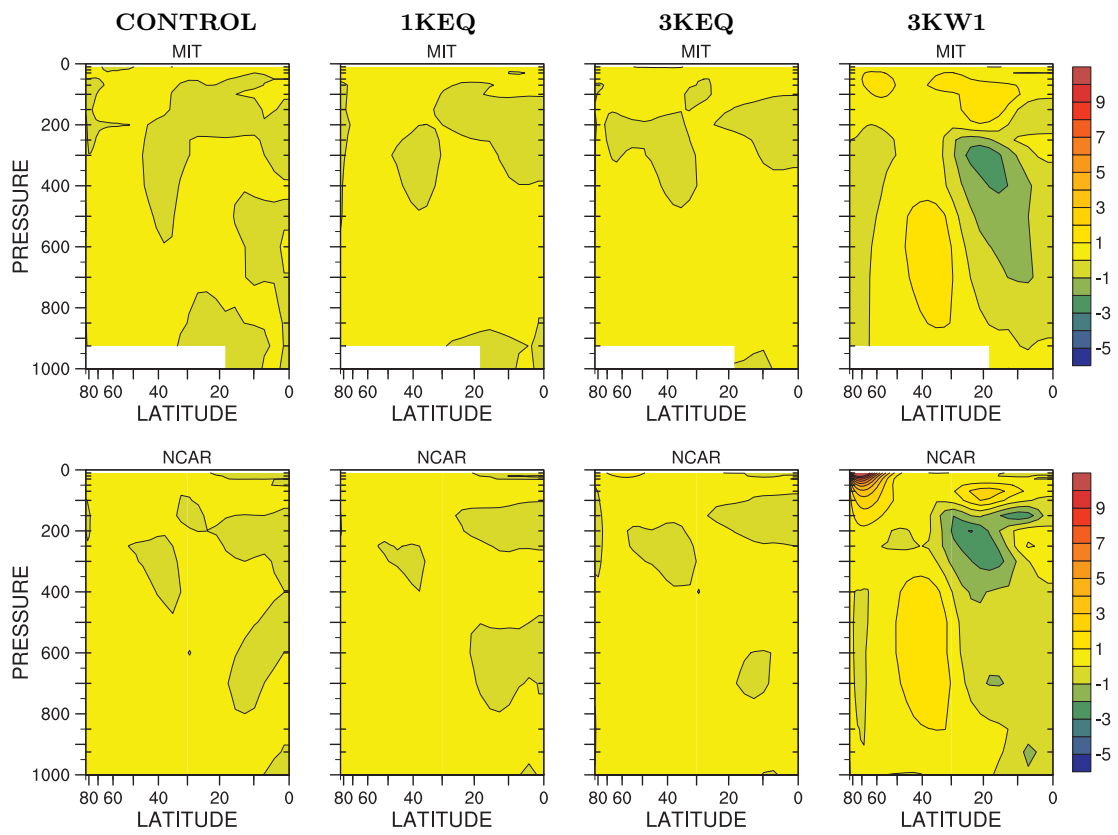 CONTROL 1KEQ 3KEQ 3KW1
MIT MIT MIT MIT
PRESSURE
0
200
400
600
800
1000
80 60 40 20 0
80 60 40 20 0
80 60 40 20 0
80 60 40 20 0
LATITUDE LATITUDE LATITUDE LATITUDE
9
7
5
3
1
-1
-3
-5
NCAR NCAR NCAR NCAR
PRESSURE
0
200
400
600
800
1000
80 60 40 20 0
80 60 40 20 0
80 60 40 20 0
80 60 40 20 0
LATITUDE LATITUDE LATITUDE LATITUDE
9
7
5
3
1
-1
-3
-5